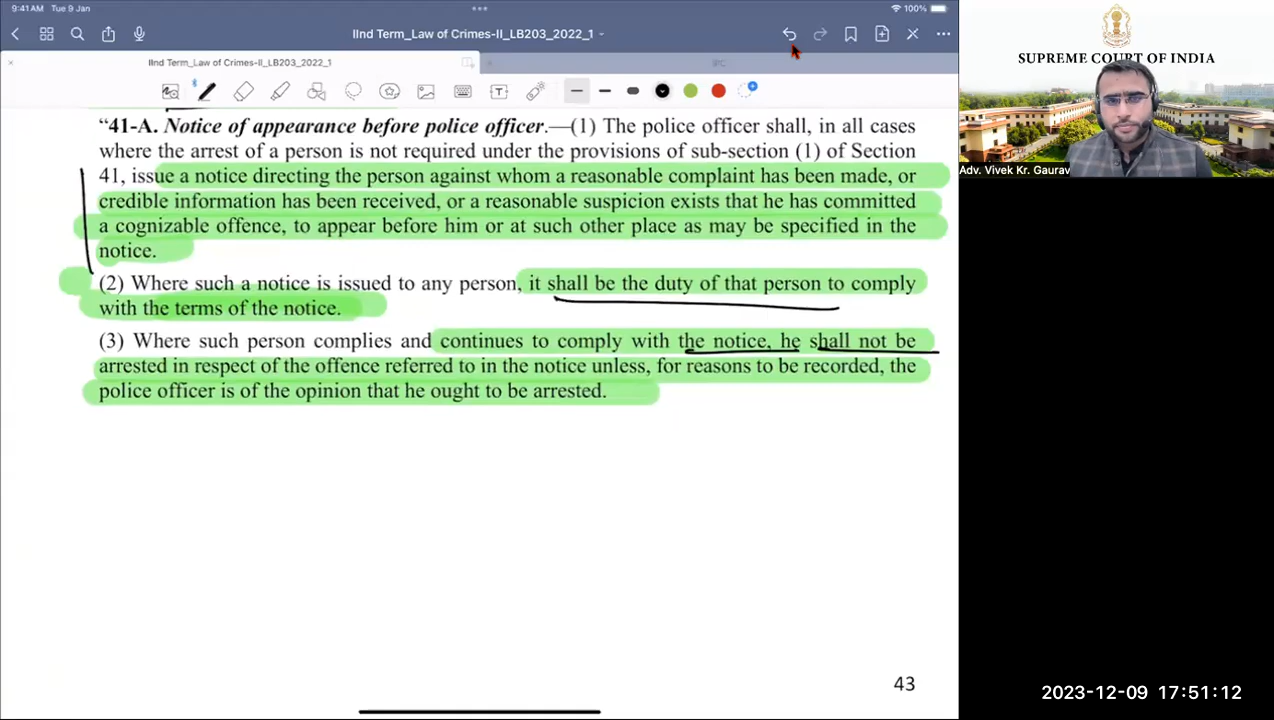 9:41 AM Tue 9 Jan
100%
IInd Term_Law of Crimes-II_LB203_2022_1
IInd Term_Law of Crimes-II_LB203_2022_1
IPC
“41-A. Notice of appearance before police officer.—(1) The police officer shall, in all cases
where the arrest of a person is not required under the provisions of sub-section (1) of Section
41, issue a notice directing the person against whom a reasonable complaint has been made, or
credible information has been received, or a reasonable suspicion exists that he has committed
a cognizable offence, to appear before him or at such other place as may be specified in the
notice.
(2) Where such a notice is issued to any person, it shall be the duty of that person to comply
with the terms of the notice.
(3) Where such person complies and continues to comply with the notice, he shall not be
arrested in respect of the offence referred to in the notice unless, for reasons to be recorded, the
police officer is of the opinion that he ought to be arrested.
43
SUPREME COURT OF INDIA
Adv. Vivek Kr. Gaurav
2023-12-09 17:51:12